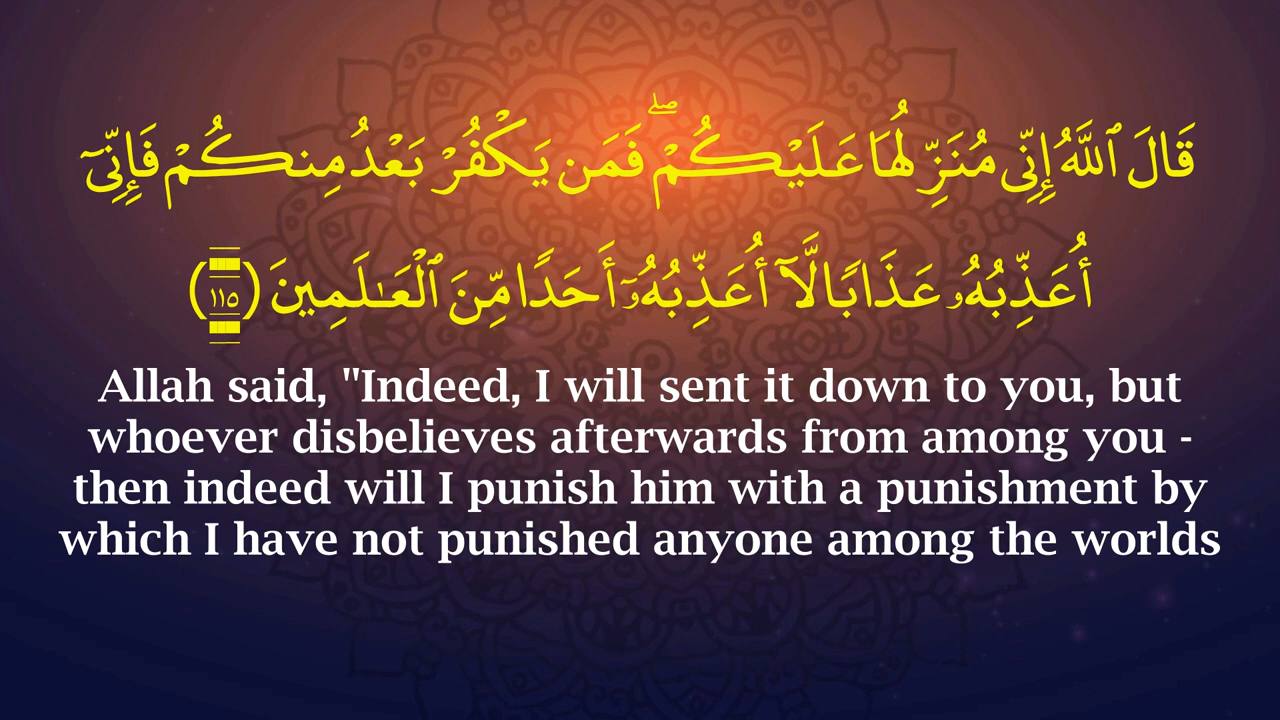 قَالَ ٱللَّهُ إِنِّى مُنَزِّلُهَا عَلَيْكُمْ ۖ فَمَن يَكْفُرْ بَعْدُ مِنكُمْ فَإِنِّىٓ
أُعَذِّبُهُۥ عَذَابًا لَّآ أُعَذِّبُهُۥٓ أَحَدًا مِّنَ ٱلْعَـٰلَمِينَ (١١٥)
Allah said, "Indeed, I will sent it down to you, but
whoever disbelieves afterwards from among you -
then indeed will I punish him with a punishment by
which I have not punished anyone among the worlds